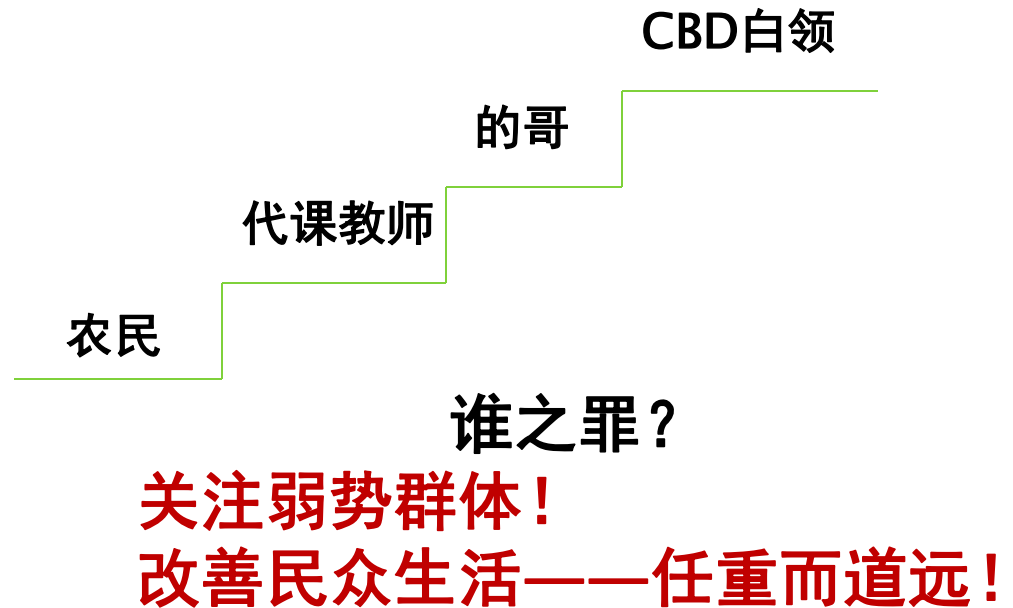 CBD白领
的哥
代课教师
农民
谁之罪？
关注弱势群体！
改善民众生活——任重而道远！